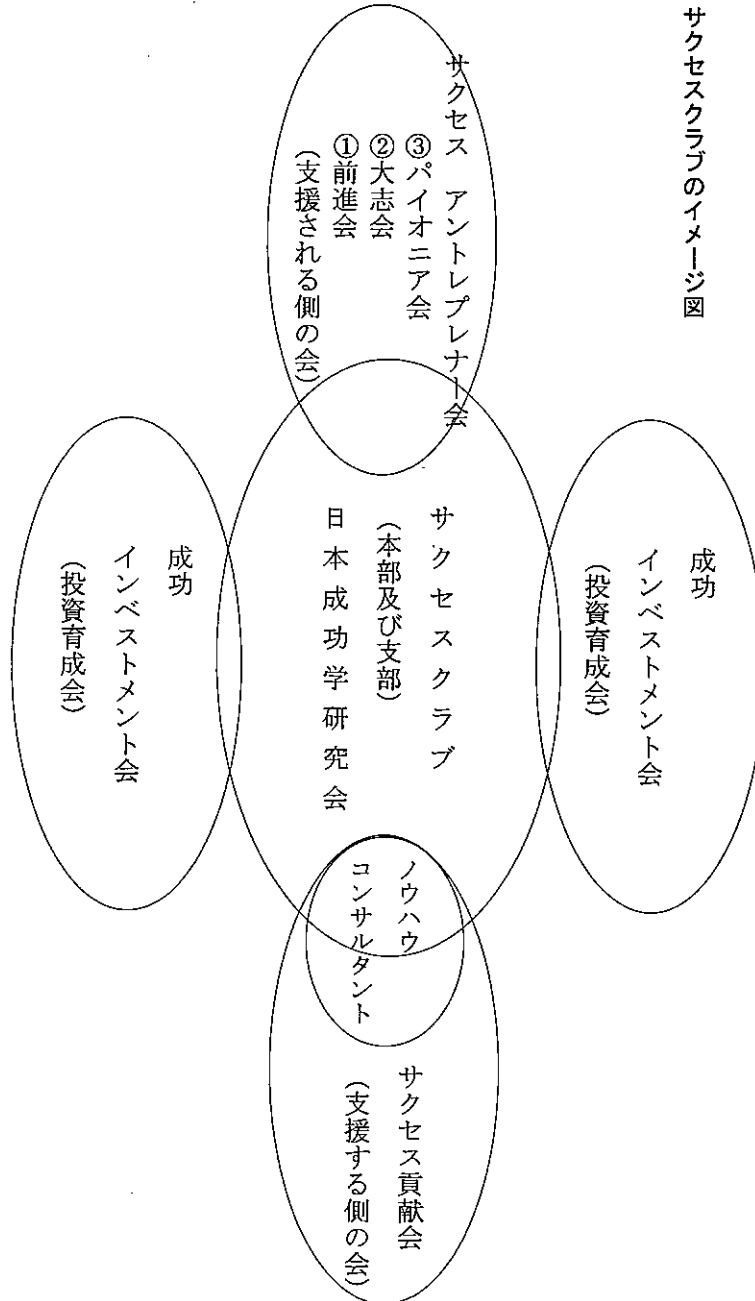 サクセスクラブのイメージ図
サクセス アントレプレナー会
③パイオニア会
②大志会
①前進会
(支援される側の会)
成功
インベストメント会
(投資育成会)
サクセスクラブ
(本部及び支部)
日本成功学研究会
成功
インベストメント会
(投資育成会)
ノウハウ
コンサルタント
サクセス貢献会
(支援する側の会)